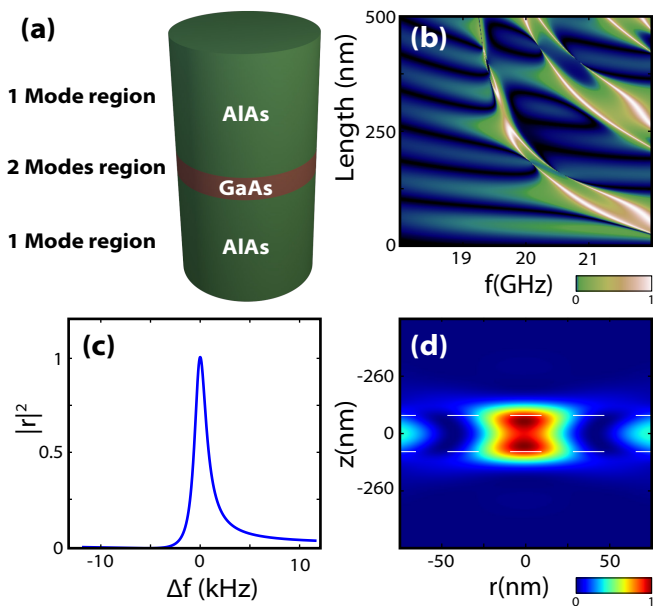 (a)
1 Mode region
AlAs
2 Modes region
GaAs
1 Mode region
AlAs
(b)
Length (nm)
500
250
0
19
20
21
f(GHz)
0
1
(c)
|r|²
1
0.5
0
-10
0
10
Δf (kHz)
(d)
z(nm)
-260
0
-260
-50
0
50
r(nm)
0
1